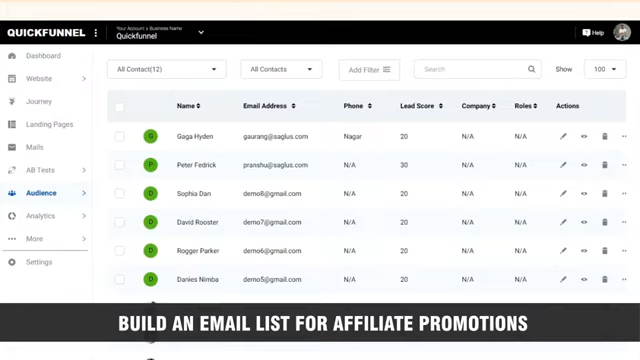 QUICKFUNNEL
Your Account's Business Name
Quickfunnel
Help
Dashboard
Website
Journey
Landing Pages
Mails
AB Tests
Audience
Analytics
More
Settings
All Contact(12)
All Contacts
Add Filter
Search
Show
100
Name Email Address Phone Lead Score Company Roles Actions
G Gaga Hyden gaurang@saglus.com Nagar 20 N/A N/A
P Peter Fedrick pranshu@saglus.com N/A 30 N/A N/A
D Sophia Dan demo8@gmail.com N/A 20 N/A N/A
D David Rooster demo7@gmail.com N/A 20 N/A N/A
D Rogger Parker demo6@gmail.com N/A 20 N/A N/A
D Danies Nimba demo5@gmail.com N/A 20 N/A N/A
BUILD AN EMAIL LIST FOR AFFILIATE PROMOTIONS